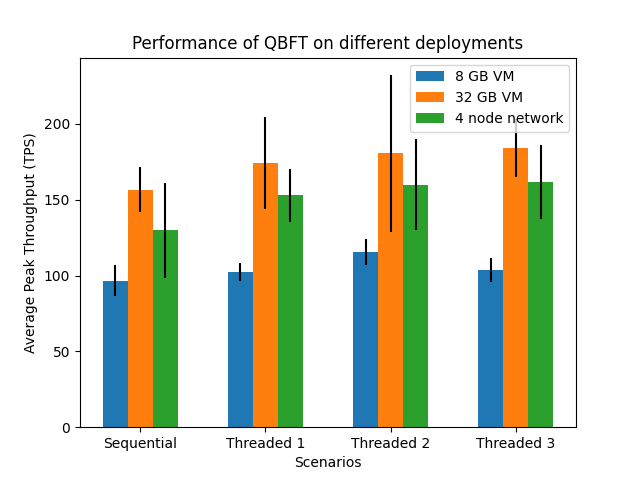 Performance of QBFT on different deployments
8 GB VM
32 GB VM
4 node network
Average Peak Throughput (TPS)
200
150
100
50
0
Sequential
Threaded 1
Threaded 2
Threaded 3
Scenarios